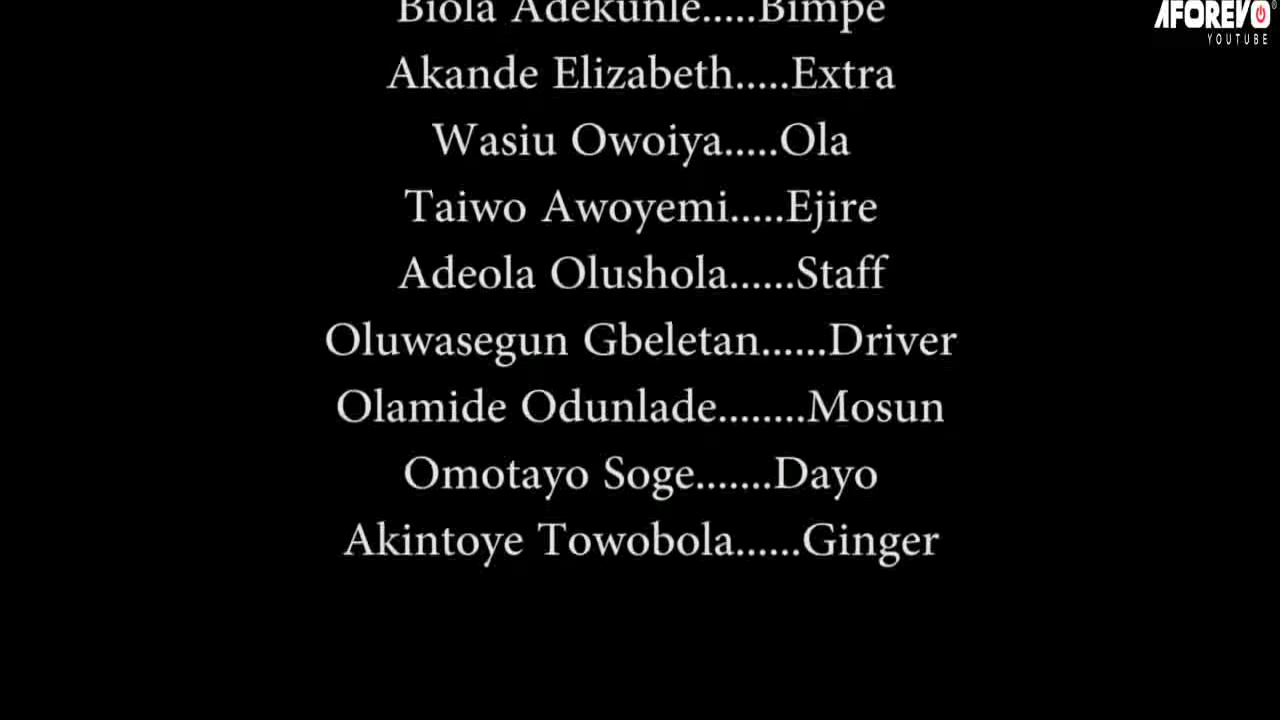 Biola Adekunle.....Bimpe
Akande Elizabeth.....Extra
Wasiu Owoiya.....Ola
Taiwo Awoyemi.....Ejire
Adeola Olushola......Staff
Oluwasegun Gbeletan......Driver
Olamide Odunlade........Mosun
Omotayo Soge.......Dayo
Akintoye Towobola......Ginger
AFOREVO®
YOUTUBE